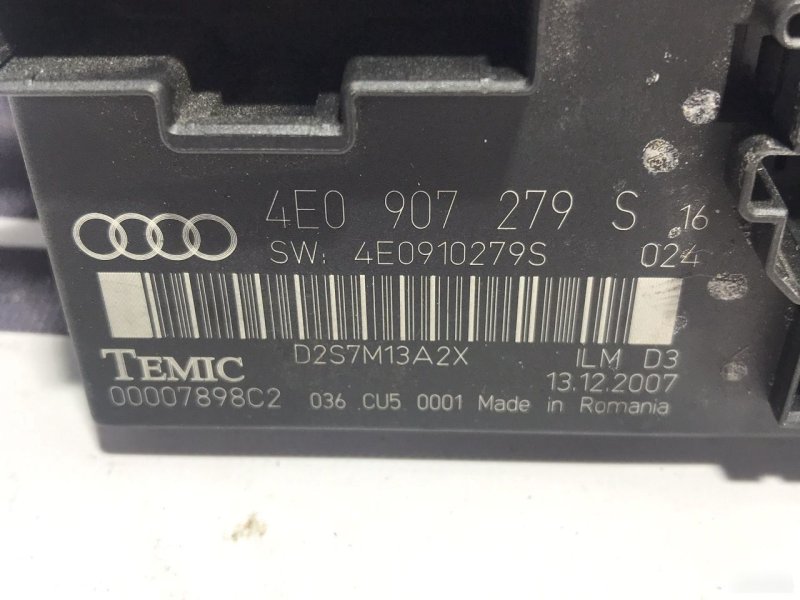 4E0 907 279 S 16
SW: 4E0910279S 024
D2S7M13A2X ILM D3
TEMIC 13.12.2007
00007898C2 036 CU5 0001 Made in Romania